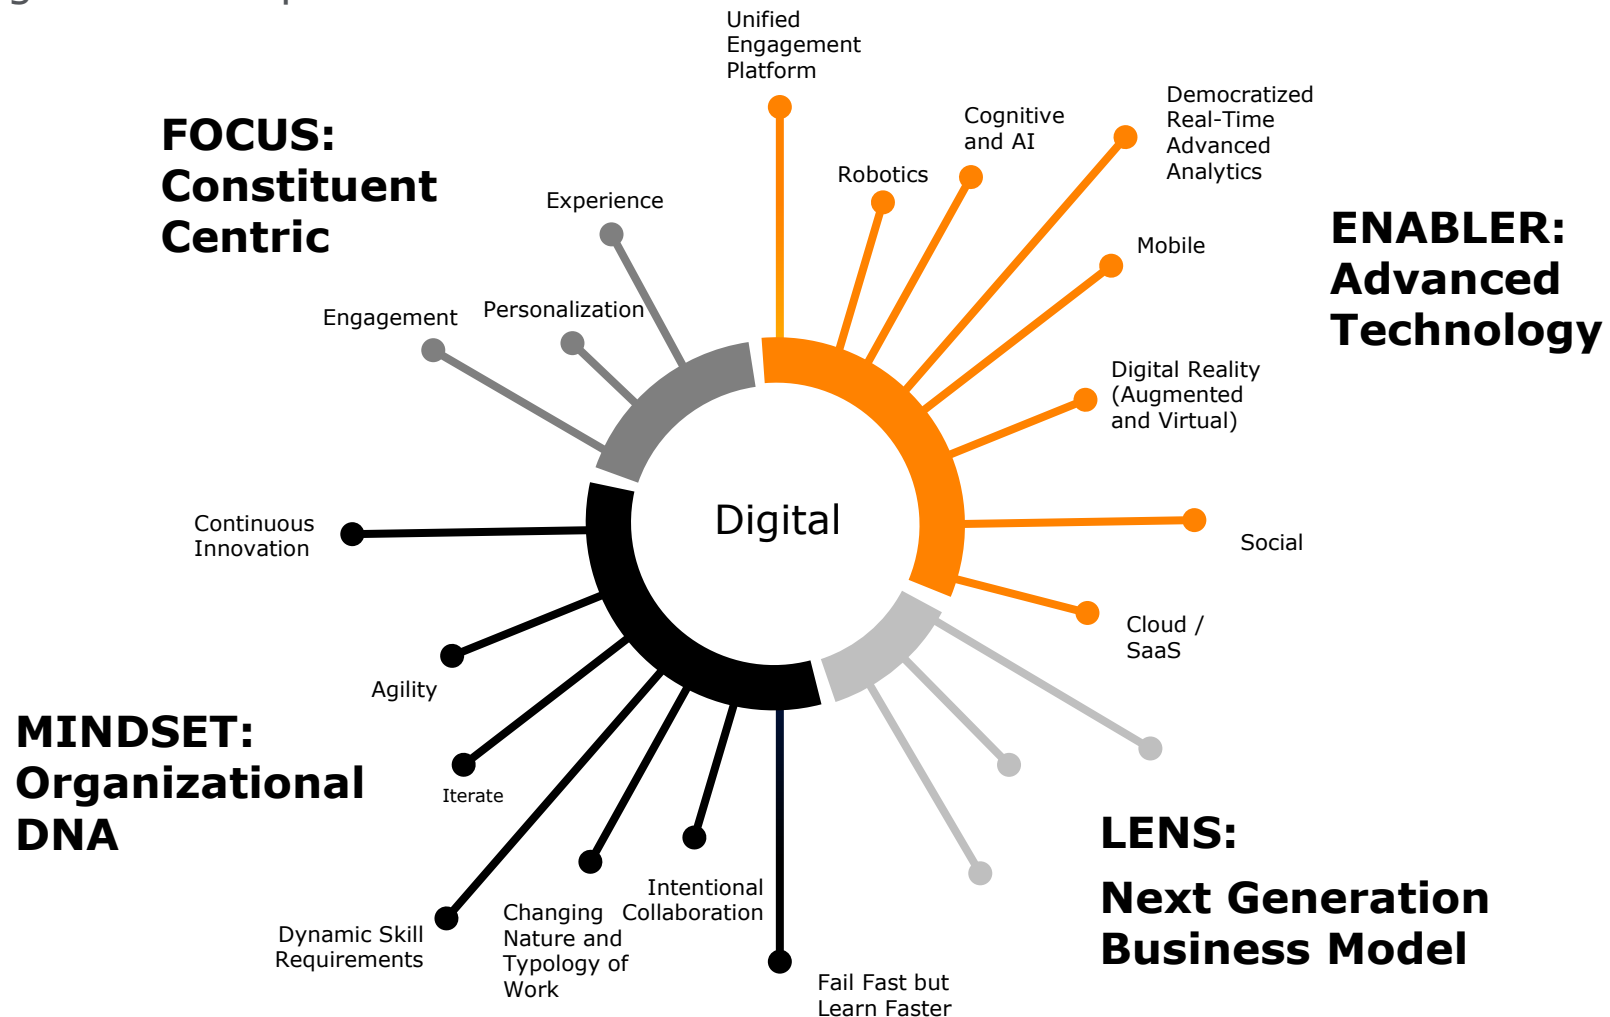 Unified
Engagement
Platform
FOCUS:
Constituent
Centric
Cognitive
and AI
Democratized
Real-Time
Advanced
Analytics
Robotics
Experience
ENABLER:
Advanced
Technology
Mobile
Personalization
Engagement
Digital Reality
(Augmented
and Virtual)
Digital
Continuous
Innovation
Social
Cloud /
SaaS
Agility
MINDSET:
Organizational
DNA
Iterate
LENS:
Next Generation
Business Model
Intentional
Collaboration
Changing
Nature and
Typology of
Work
Dynamic Skill
Requirements
Fail Fast but
Learn Faster